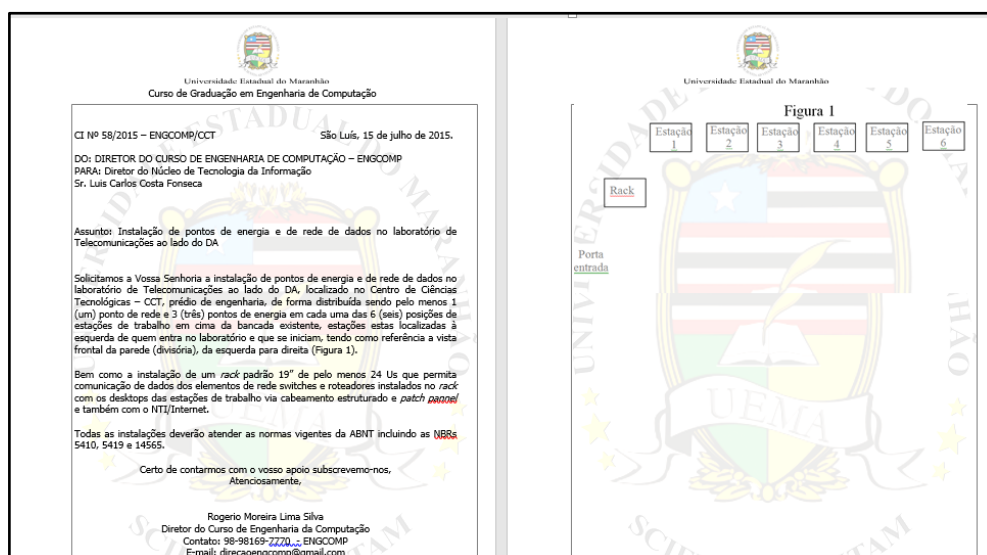 Universidade Estadual do Maranhão
Curso de Graduação em Engenharia de Computação
CI Nº 58/2015 – ENGCOMP/CCT São Luís, 15 de julho de 2015.
DO: DIRETOR DO CURSO DE ENGENHARIA DE COMPUTAÇÃO – ENGCOMP
PARA: Diretor do Núcleo de Tecnologia da Informação
Sr. Luis Carlos Costa Fonseca
Assunto: Instalação de pontos de energia e de rede de dados no laboratório de
Telecomunicações ao lado do DA
Solicitamos a Vossa Senhoria a instalação de pontos de energia e de rede de dados no
laboratório de Telecomunicações ao lado do DA, localizado no Centro de Ciências
Tecnológicas – CCT, prédio de engenharia, de forma distribuída sendo pelo menos 1
(um) ponto de rede e 3 (três) pontos de energia em cada uma das 6 (seis) posições de
estações de trabalho em cima da bancada existente, estações estas localizadas à
esquerda de quem entra no laboratório e que se iniciam, tendo como referência a vista
frontal da parede (divisória), da esquerda para direita (Figura 1).
Bem como a instalação de um rack padrão 19" de pelo menos 24 Us que permita
comunicação de dados dos elementos de rede switches e roteadores instalados no rack
com os desktops das estações de trabalho via cabeamento estruturado e patch pannel
e também com o NTI/Internet.
Todas as instalações deverão atender as normas vigentes da ABNT incluindo as NBRs
5410, 5419 e 14565.
Certo de contarmos com o vosso apoio subscrevemo-nos,
Atenciosamente,
Rogerio Moreira Lima Silva
Diretor do Curso de Engenharia da Computação
Contato: 98-98169-7770 - ENGCOMP
E-mail: direcaoengcomp@gmail.com
Universidade Estadual do Maranhão
Figura 1
Estação 1
Estação 2
Estação 3
Estação 4
Estação 5
Estação 6
Rack
Porta
entrada
UEMA